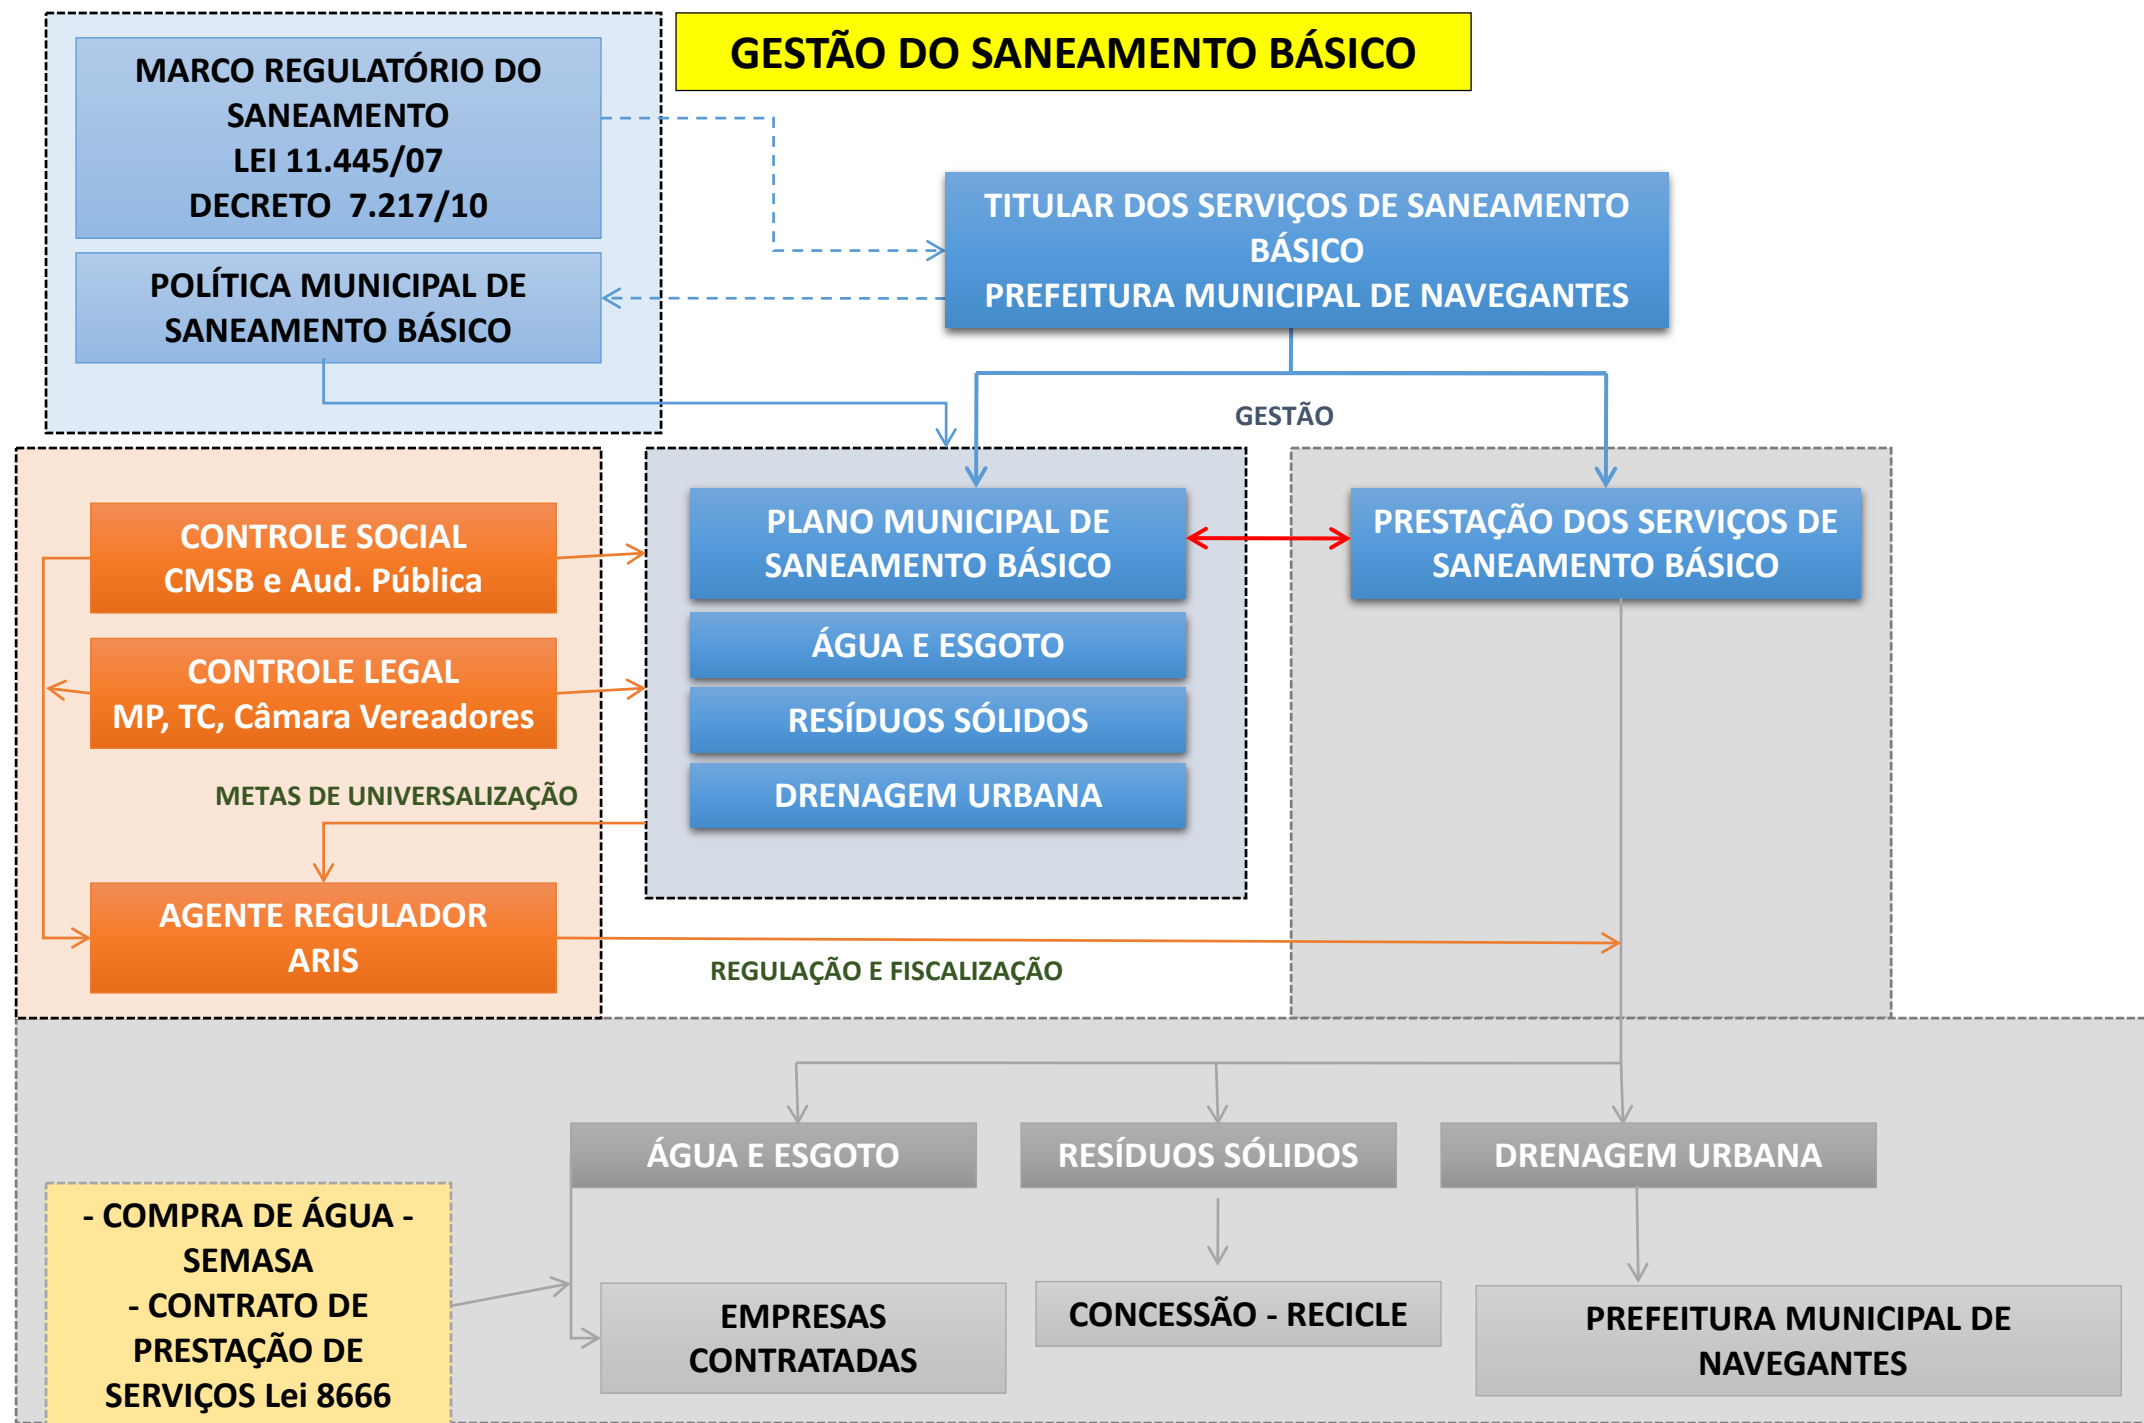 GESTÃO DO SANEAMENTO BÁSICO
MARCO REGULATÓRIO DO
SANEAMENTO
LEI 11.445/07
DECRETO 7.217/10
POLÍTICA MUNICIPAL DE
SANEAMENTO BÁSICO
TITULAR DOS SERVIÇOS DE SANEAMENTO
BÁSICO
PREFEITURA MUNICIPAL DE NAVEGANTES
GESTÃO
CONTROLE SOCIAL
CMSB e Aud. Pública
CONTROLE LEGAL
MP, TC, Câmara Vereadores
METAS DE UNIVERSALIZAÇÃO
AGENTE REGULADOR
ARIS
PLANO MUNICIPAL DE
SANEAMENTO BÁSICO
ÁGUA E ESGOTO
RESÍDUOS SÓLIDOS
DRENAGEM URBANA
PRESTAÇÃO DOS SERVIÇOS DE
SANEAMENTO BÁSICO
REGULAÇÃO E FISCALIZAÇÃO
ÁGUA E ESGOTO
RESÍDUOS SÓLIDOS
DRENAGEM URBANA
- COMPRA DE ÁGUA -
SEMASA
- CONTRATO DE
PRESTAÇÃO DE
SERVIÇOS Lei 8666
EMPRESAS
CONTRATADAS
CONCESSÃO - RECICLE
PREFEITURA MUNICIPAL DE
NAVEGANTES